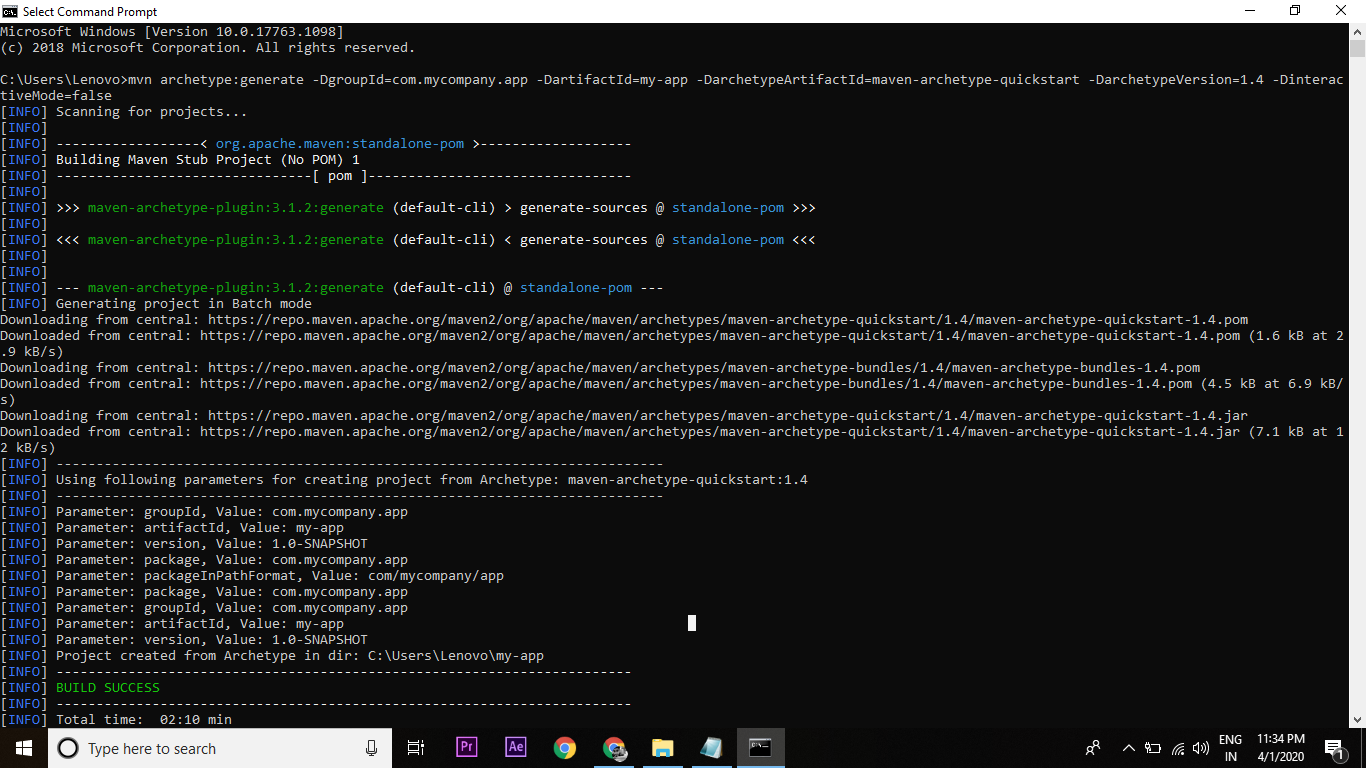 Select Command Prompt
Microsoft Windows [Version 10.0.17763.1098]
(c) 2018 Microsoft Corporation. All rights reserved.
C:\Users\Lenovo>mvn archetype:generate -DgroupId=com.mycompany.app -DartifactId=my-app -DarchetypeArtifactId=maven-archetype-quickstart -DarchetypeVersion=1.4 -Dinterac
tiveMode=false
[INFO] Scanning for projects...
[INFO]
[INFO] ------------------< org.apache.maven:standalone-pom >-------------------
[INFO] Building Maven Stub Project (No POM) 1
[INFO] --------------------------------[ pom ]---------------------------------
[INFO]
[INFO] >>> maven-archetype-plugin:3.1.2:generate (default-cli) > generate-sources @ standalone-pom >>>
[INFO]
[INFO] <<< maven-archetype-plugin:3.1.2:generate (default-cli) < generate-sources @ standalone-pom <<<
[INFO]
[INFO]
[INFO] --- maven-archetype-plugin:3.1.2:generate (default-cli) @ standalone-pom ---
[INFO] Generating project in Batch mode
Downloading from central: https://repo.maven.apache.org/maven2/org/apache/maven/archetypes/maven-archetype-quickstart/1.4/maven-archetype-quickstart-1.4.pom
Downloaded from central: https://repo.maven.apache.org/maven2/org/apache/maven/archetypes/maven-archetype-quickstart/1.4/maven-archetype-quickstart-1.4.pom (1.6 kB at 2
.9 kB/s)
Downloading from central: https://repo.maven.apache.org/maven2/org/apache/maven/archetypes/maven-archetype-bundles/1.4/maven-archetype-bundles-1.4.pom
Downloaded from central: https://repo.maven.apache.org/maven2/org/apache/maven/archetypes/maven-archetype-bundles/1.4/maven-archetype-bundles-1.4.pom (4.5 kB at 6.9 kB/
s)
Downloading from central: https://repo.maven.apache.org/maven2/org/apache/maven/archetypes/maven-archetype-quickstart/1.4/maven-archetype-quickstart-1.4.jar
Downloaded from central: https://repo.maven.apache.org/maven2/org/apache/maven/archetypes/maven-archetype-quickstart/1.4/maven-archetype-quickstart-1.4.jar (7.1 kB at 1
2 kB/s)
[INFO] ----------------------------------------------------------------------------
[INFO] Using following parameters for creating project from Archetype: maven-archetype-quickstart:1.4
[INFO] ----------------------------------------------------------------------------
[INFO] Parameter: groupId, Value: com.mycompany.app
[INFO] Parameter: artifactId, Value: my-app
[INFO] Parameter: version, Value: 1.0-SNAPSHOT
[INFO] Parameter: package, Value: com.mycompany.app
[INFO] Parameter: packageInPathFormat, Value: com/mycompany/app
[INFO] Parameter: package, Value: com.mycompany.app
[INFO] Parameter: groupId, Value: com.mycompany.app
[INFO] Parameter: artifactId, Value: my-app
[INFO] Parameter: version, Value: 1.0-SNAPSHOT
[INFO] Project created from Archetype in dir: C:\Users\Lenovo\my-app
[INFO] ------------------------------------------------------------------------
[INFO] BUILD SUCCESS
[INFO] ------------------------------------------------------------------------
[INFO] Total time:  02:10 min
Type here to search
Pr
Ae
ENG
IN
11:34 PM
4/1/2020
1